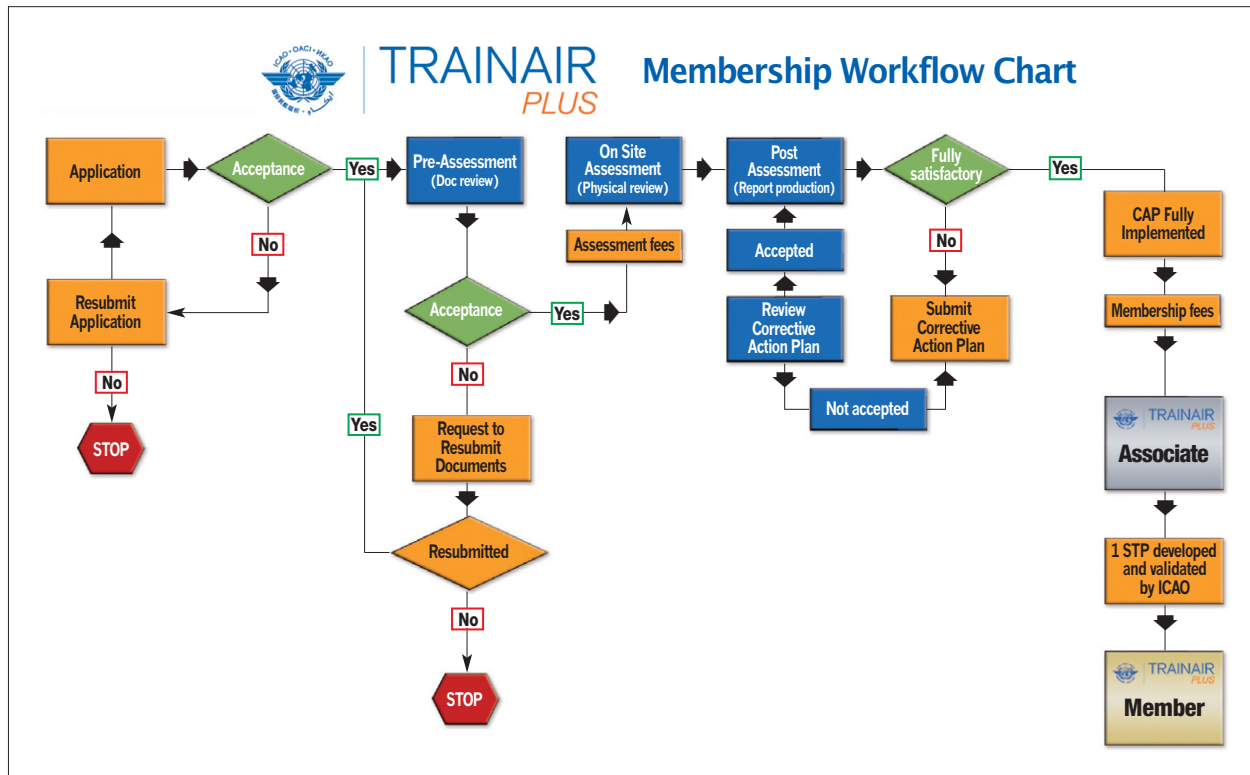 ICAO · OACI · ИКАО
TRAINAIR
PLUS
Membership Workflow Chart
Application
Acceptance
Yes
Pre-Assessment
(Doc review)
On Site
Assessment
(Physical review)
Post
Assessment
(Report production)
Fully
satisfactory
Yes
Yes
No
Assessment fees
Accepted
No
CAP Fully
Implemented
Resubmit
Application
Acceptance
Yes
Review
Corrective
Action Plan
Submit
Corrective
Action Plan
Membership fees
No
No
Not accepted
STOP
Yes
Request to
Resubmit
Documents
TRAINAIR
PLUS
Associate
Resubmitted
1 STP developed
and validated
by ICAO
No
STOP
TRAINAIR
PLUS
Member